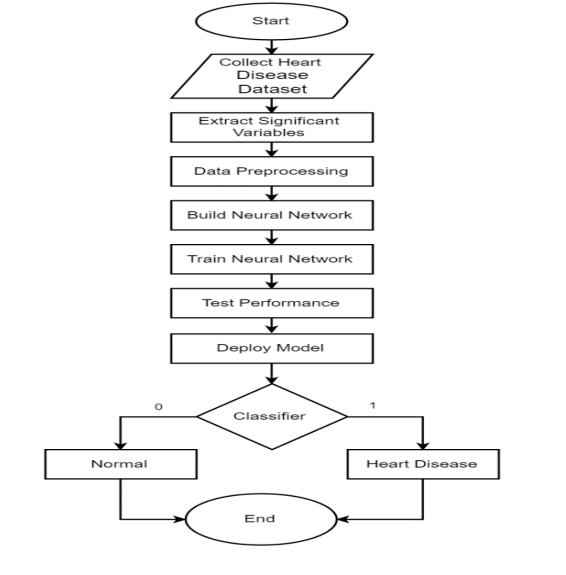 Start
Collect Heart
Disease
Dataset
Extract Significant
Variables
Data Preprocessing
Build Neural Network
Train Neural Network
Test Performance
Deploy Model
0
Classifier
1
Normal
Heart Disease
End